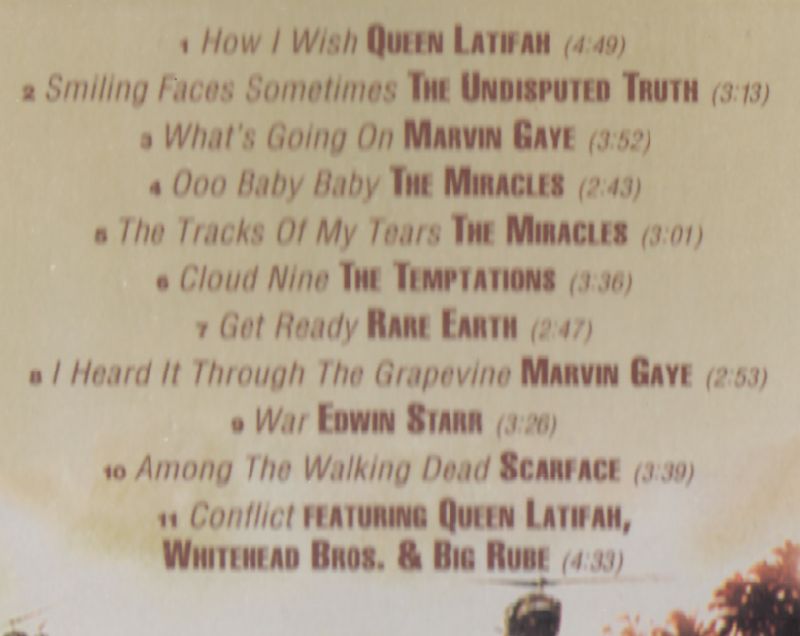 1 How I Wish QUEEN LATIFAH (4:49)
2 Smiling Faces Sometimes THE UNDISPUTED TRUTH (3:13)
3 What's Going On MARVIN GAYE (3:52)
4 Ooo Baby Baby THE MIRACLES (2:43)
5 The Tracks Of My Tears THE MIRACLES (3:01)
6 Cloud Nine THE TEMPTATIONS (3:36)
7 Get Ready RARE EARTH (2:47)
8 I Heard It Through The Grapevine MARVIN GAYE (2:53)
9 War EDWIN STARR (3:26)
10 Among The Walking Dead SCARFACE (3:39)
11 Conflict FEATURING QUEEN LATIFAH,
WHITEHEAD BROS. & BIG RUBE (4:33)